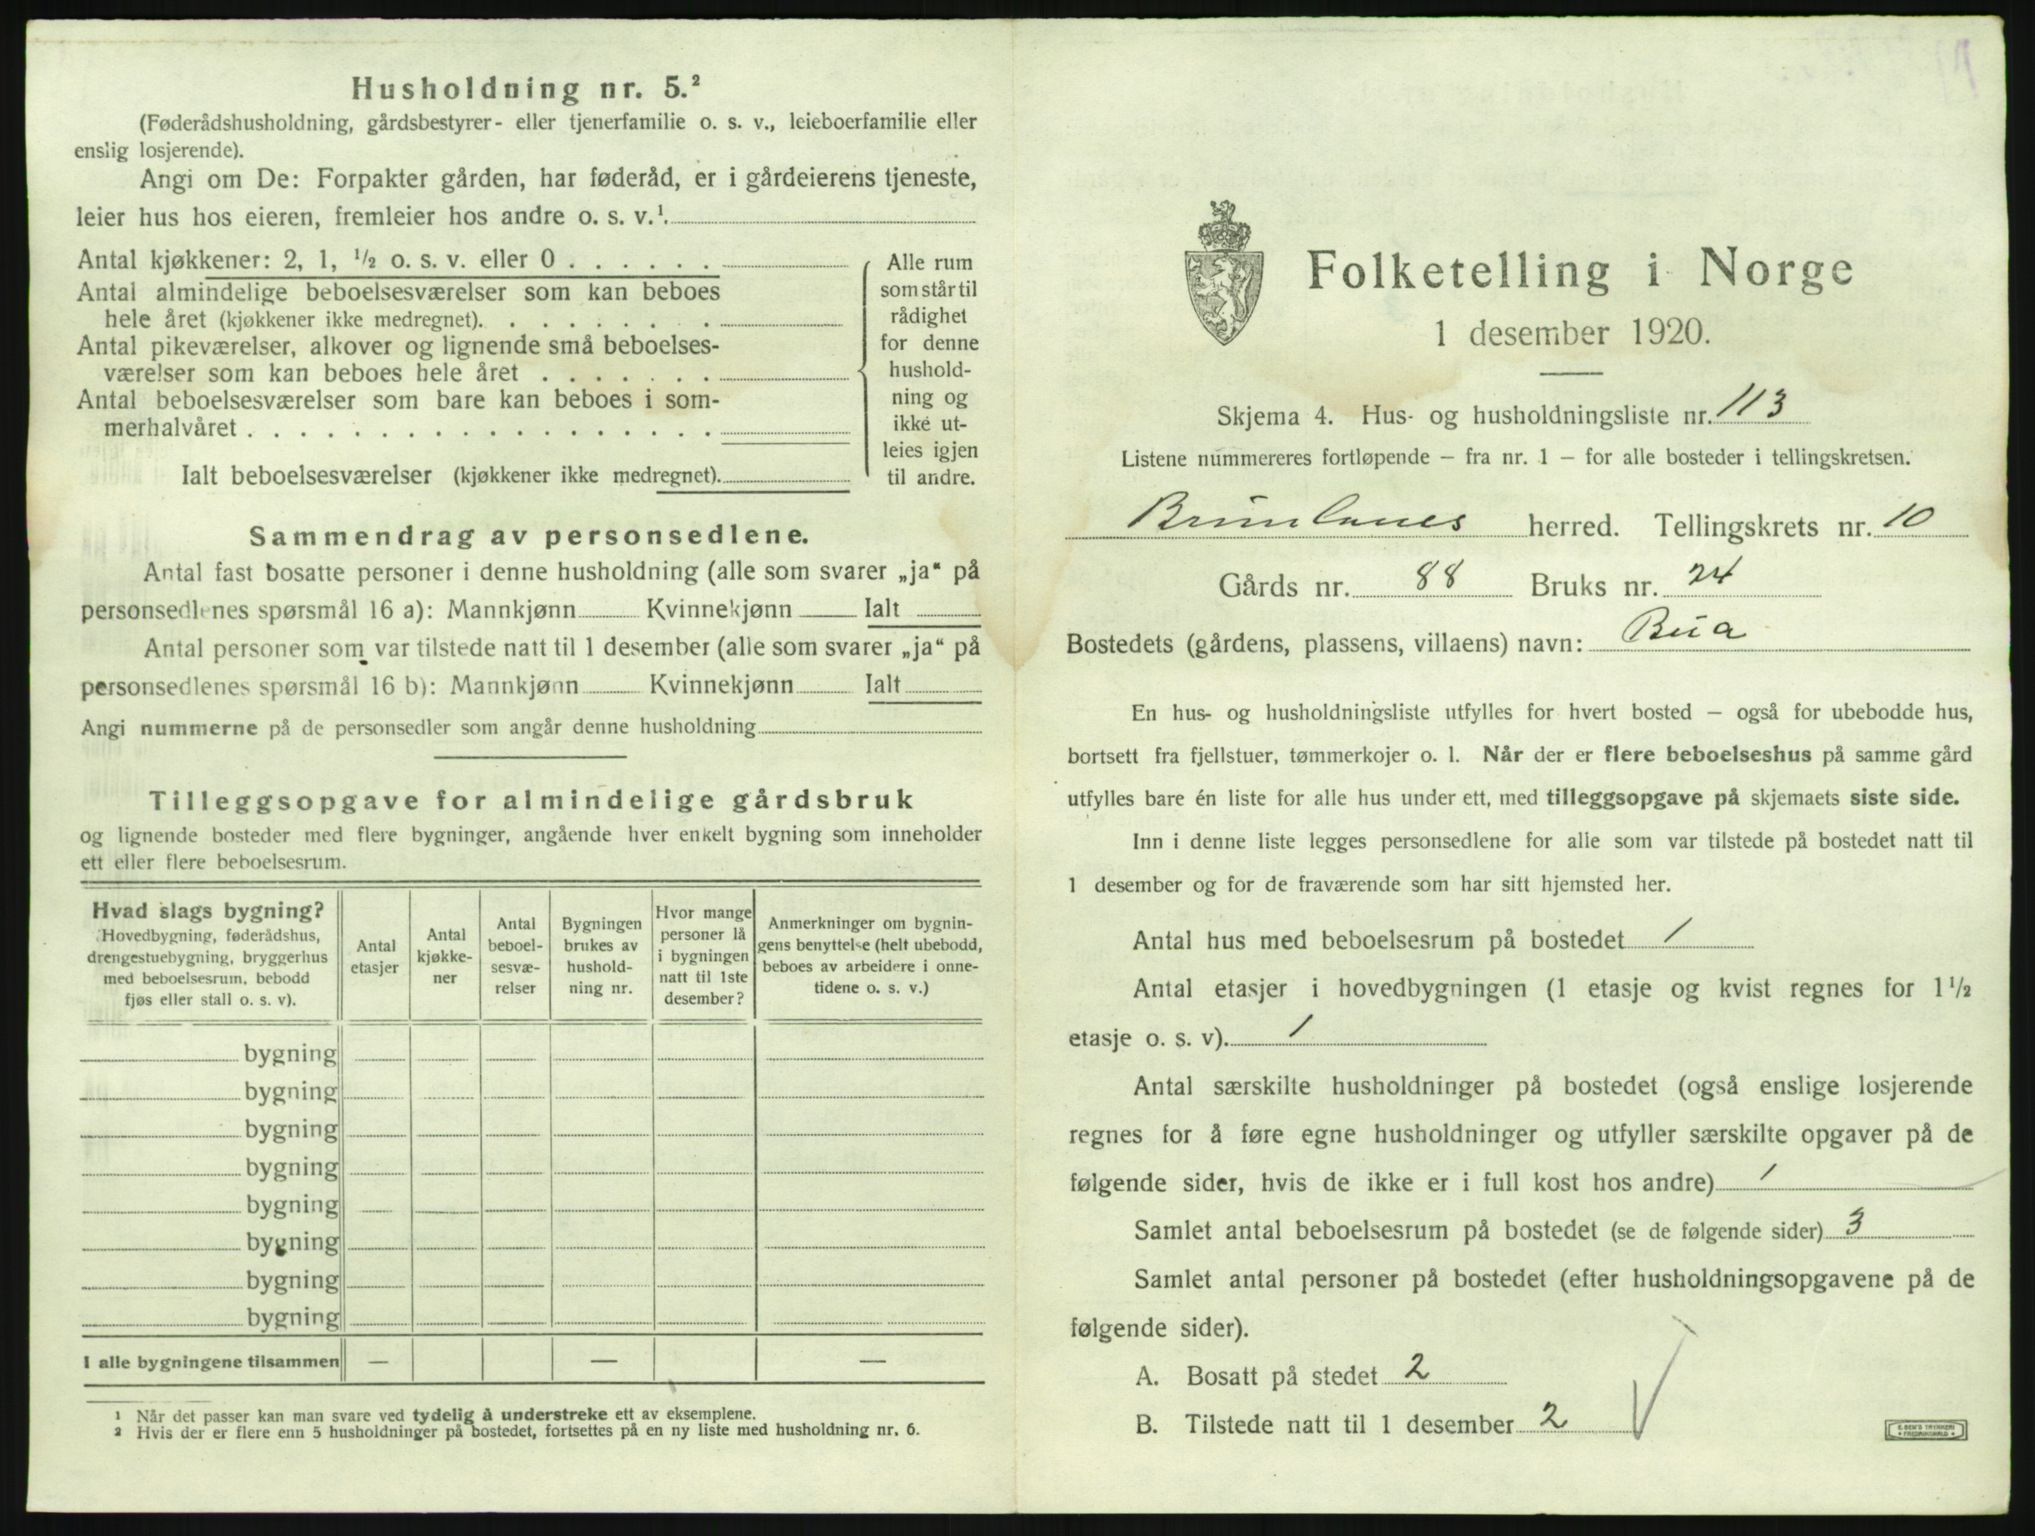 Husholdning nr. 5.²
(Føderådshusholdning, gårdsbestyrer- eller tjenerfamilie o. s. v., leieboerfamilie eller
enslig losjerende).
Angi om De: Forpakter gården, har føderåd, er i gårdeierens tjeneste,
leier hus hos eieren, fremleier hos andre o. s. v.¹.
Antal kjøkkener: 2, 1, ½ o. s. v. eller 0 . . . . . .
Antal almindelige beboelsesværelser som kan beboes
hele året (kjøkkener ikke medregnet). . . . . . . . .
Antal pikeværelser, alkover og lignende små beboelses-
værelser som kan beboes hele året . . . . . . .
Antal beboelsesværelser som bare kan beboes i som-
merhalvåret . . . . . . . . . . . . . . . . . .
Ialt beboelsesværelser (kjøkkener ikke medregnet).
Alle rum
som står til
rådighet
for denne
hushold-
ning og
ikke ut-
leies igjen
til andre.
Sammendrag av personsedlene.
Antal fast bosatte personer i denne husholdning (alle som svarer „ja“ på
personsedlenes spørsmål 16 a): Mannkjønn Kvinnekjønn Ialt
Antal personer som var tilstede natt til 1 desember (alle som svarer „ja“ på
personsedlenes spørsmål 16 b): Mannkjønn Kvinnekjønn Ialt
Angi nummerne på de personsedler som angår denne husholdning
Tilleggsopgave for almindelige gårdsbruk
og lignende bosteder med flere bygninger, angående hver enkelt bygning som inneholder
ett eller flere beboelsesrum.
Hvad slags bygning?
Hovedbygning, føderådshus,
drengestuebygning, bryggerhus
med beboelsesrum, bebodd
fjøs eller stall o. s. v).
Antal
etasjer
Antal
kjøkke-
ner
Antal
beboel-
sesvæ-
relser
Bygningen
brukes av
hushold-
ning nr.
Hvor mange
personer lå
i bygningen
natt til 1ste
desember?
Anmerkninger om bygnin-
gens benyttelse (helt ubebodd,
beboes av arbeidere i onne-
tidene o. s. v.)
bygning
bygning
bygning
bygning
bygning
bygning
bygning
bygning
I alle bygningene tilsammen — — —
¹ Når det passer kan man svare ved tydelig å understreke ett av eksemplene.
² Hvis der er flere enn 5 husholdninger på bostedet, fortsettes på en ny liste med husholdning nr. 6.
Folketelling i Norge
1 desember 1920.
Skjema 4. Hus- og husholdningsliste nr. 113
Listene nummereres fortløpende – fra nr. 1 – for alle bosteder i tellingskretsen.
Brunlanes herred. Tellingskrets nr. 10
Gårds nr. 88 Bruks nr. 24
Bostedets (gårdens, plassens, villaens) navn: Bua
En hus- og husholdningsliste utfylles for hvert bosted – også for ubebodde hus,
bortsett fra fjellstuer, tømmerkojer o. l. Når der er flere beboelseshus på samme gård
utfylles bare én liste for alle hus under ett, med tilleggsopgave på skjemaets siste side.
Inn i denne liste legges personsedlene for alle som var tilstede på bostedet natt til
1 desember og for de fraværende som har sitt hjemsted her.
Antal hus med beboelsesrum på bostedet 1
Antal etasjer i hovedbygningen (1 etasje og kvist regnes for 1½
etasje o. s. v). 1
Antal særskilte husholdninger på bostedet (også enslige losjerende
regnes for å føre egne husholdninger og utfyller særskilte opgaver på de
følgende sider, hvis de ikke er i full kost hos andre) 1
Samlet antal beboelsesrum på bostedet (se de følgende sider) 3
Samlet antal personer på bostedet (efter husholdningsopgavene på de
følgende sider).
A. Bosatt på stedet 2
B. Tilstede natt til 1 desember 2